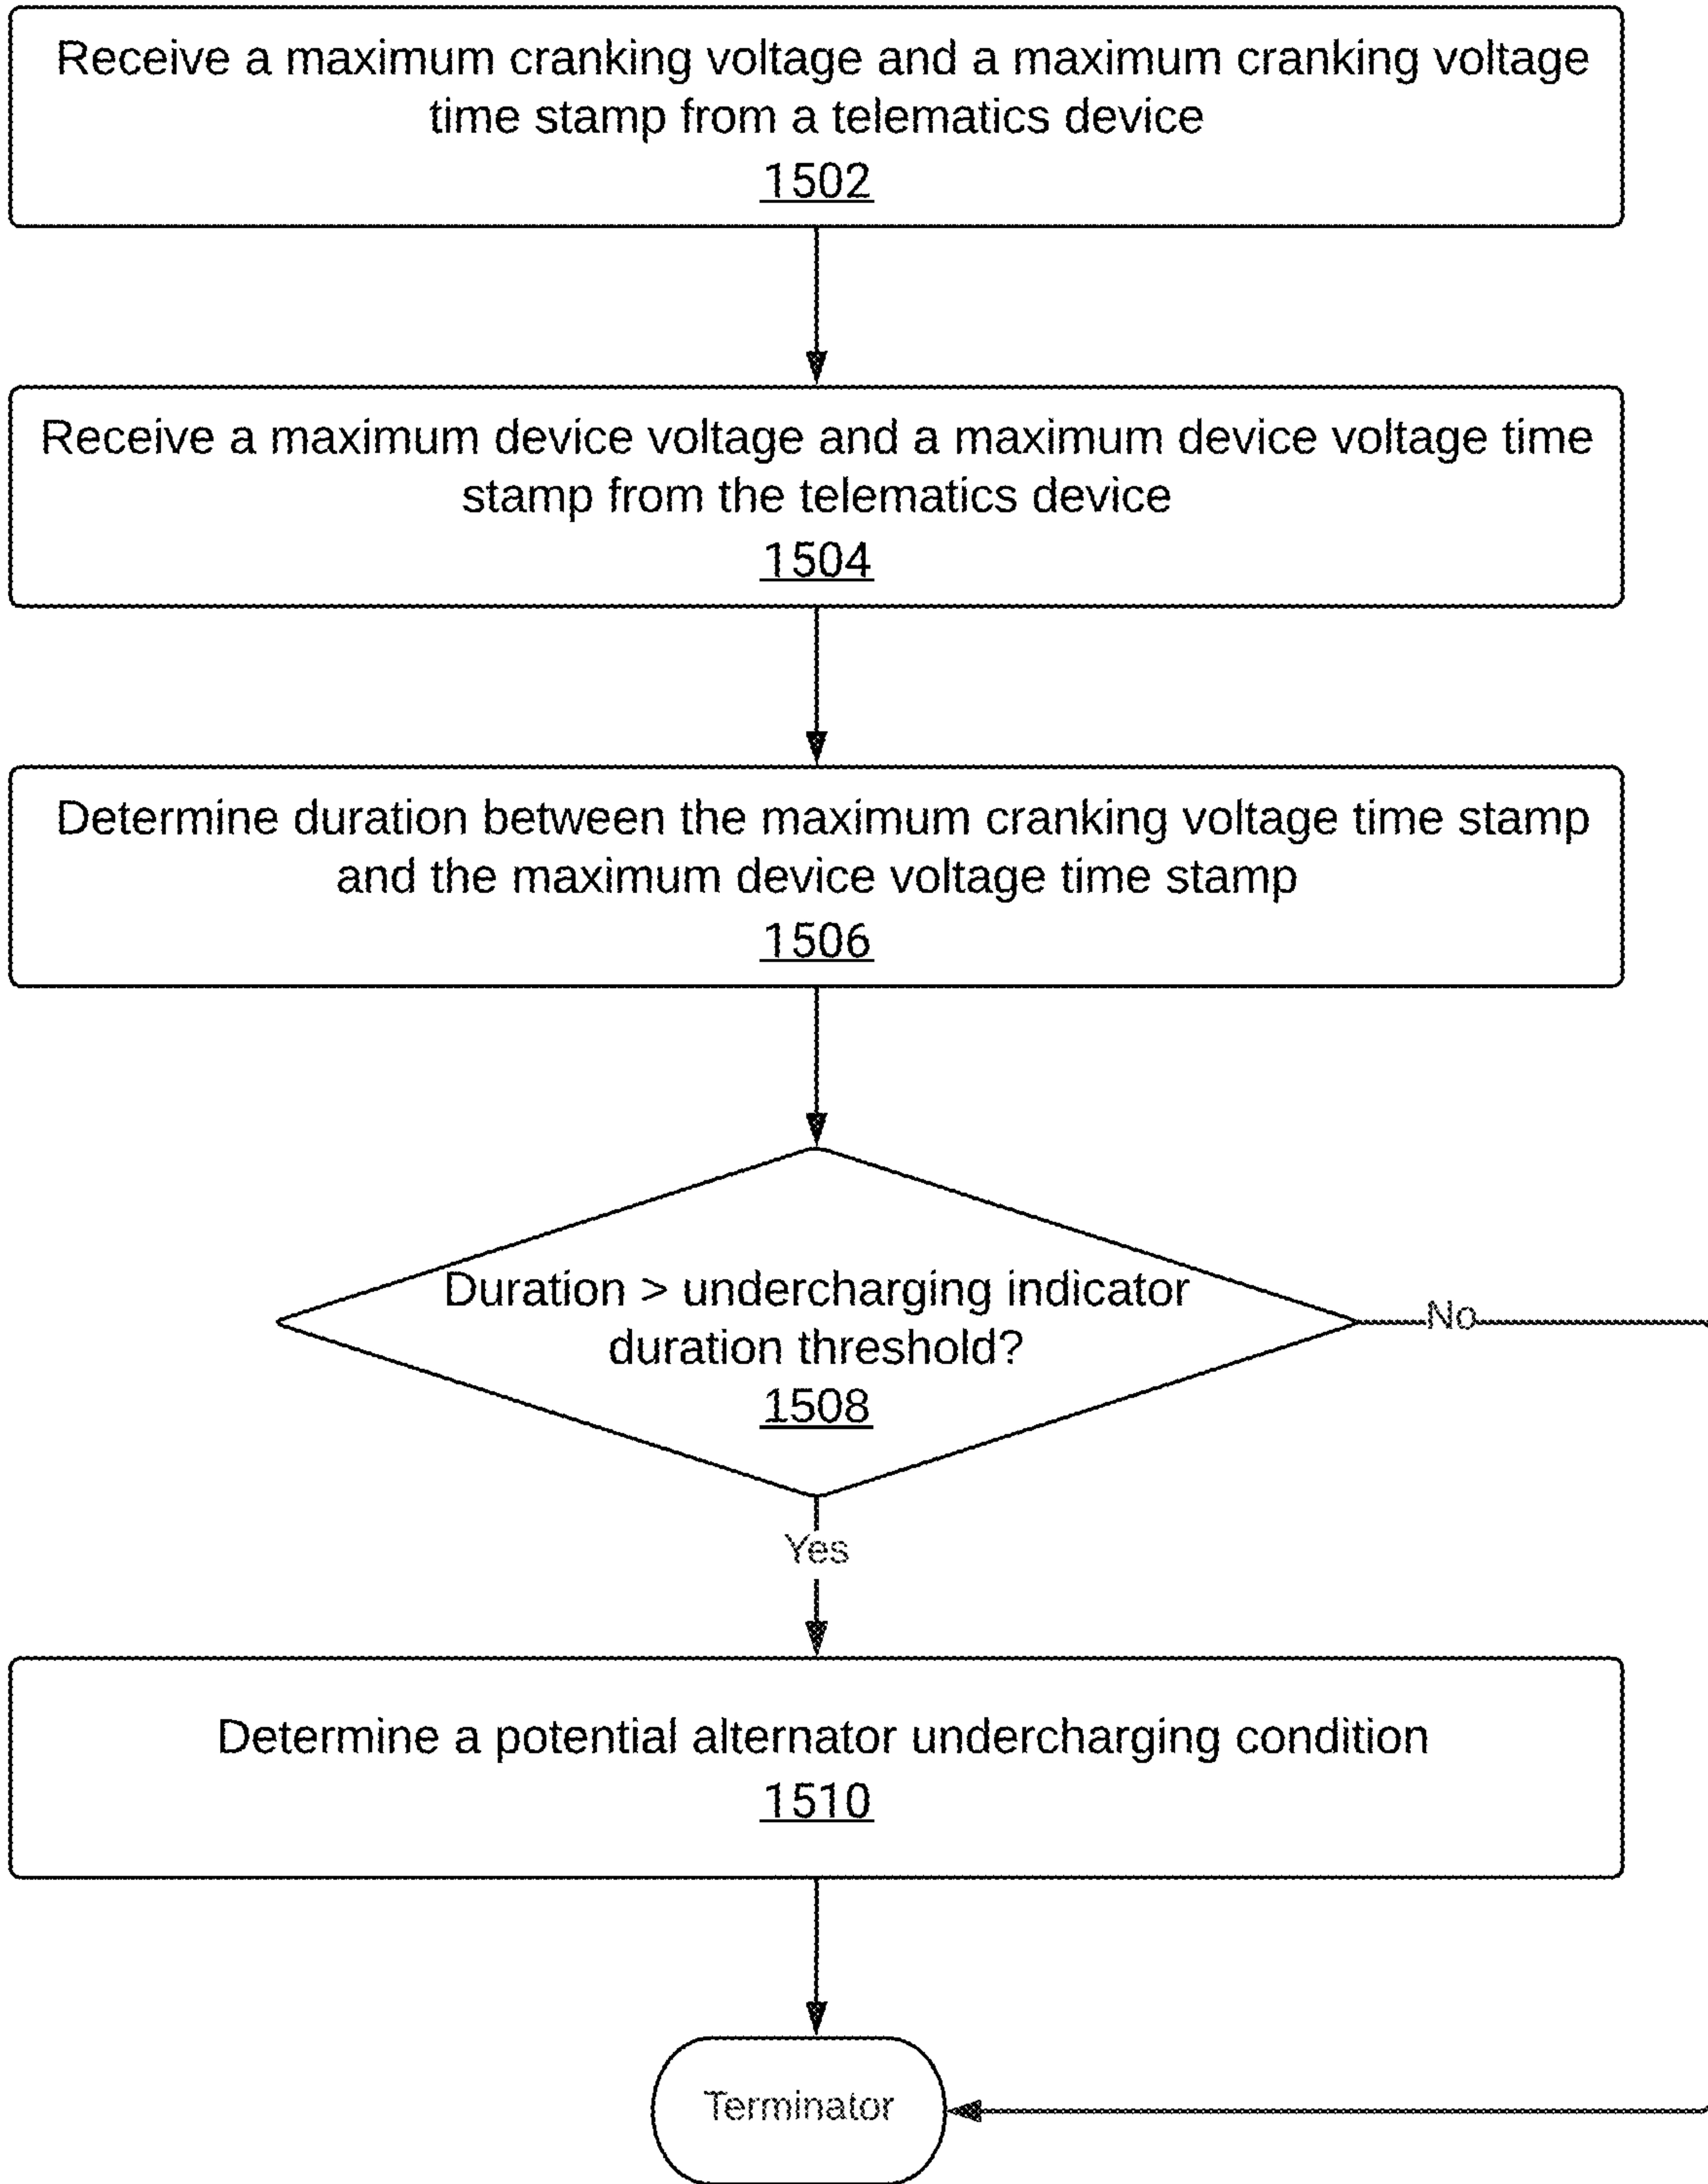 Receive a maximum cranking voltage and a maximum cranking voltage
time stamp from a telematics device
1502
Receive a maximum device voltage and a maximum device voltage time
stamp from the telematics device
1504
Determine duration between the maximum cranking voltage time stamp
and the maximum device voltage time stamp
1506
Duration > undercharging indicator
duration threshold?
1508
No
Yes
Determine a potential alternator undercharging condition
1510
Terminator